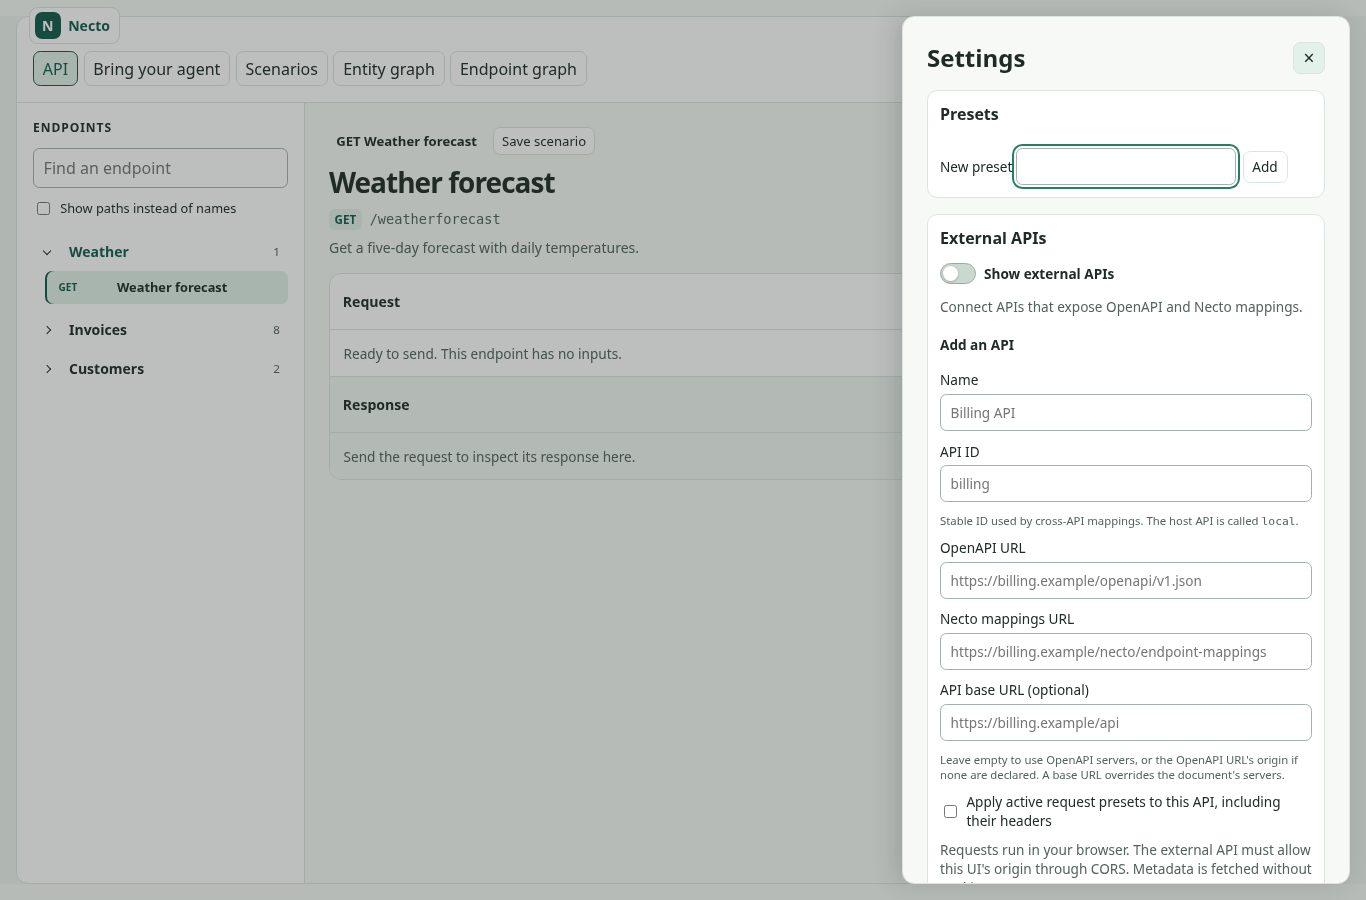 N Necto
API
Bring your agent
Scenarios
Entity graph
Endpoint graph
ENDPOINTS
Find an endpoint
Show paths instead of names
Weather 1
GET Weather forecast
Invoices 8
Customers 2
GET Weather forecast
Save scenario
Weather forecast
GET /weatherforecast
Get a five-day forecast with daily temperatures.
Request
Ready to send. This endpoint has no inputs.
Response
Send the request to inspect its response here.
Settings
×
Presets
New preset
Add
External APIs
Show external APIs
Connect APIs that expose OpenAPI and Necto mappings.
Add an API
Name
Billing API
API ID
billing
Stable ID used by cross-API mappings. The host API is called local.
OpenAPI URL
https://billing.example/openapi/v1.json
Necto mappings URL
https://billing.example/necto/endpoint-mappings
API base URL (optional)
https://billing.example/api
Leave empty to use OpenAPI servers, or the OpenAPI URL's origin if
none are declared. A base URL overrides the document's servers.
Apply active request presets to this API, including
their headers
Requests run in your browser. The external API must allow
this UI's origin through CORS. Metadata is fetched without